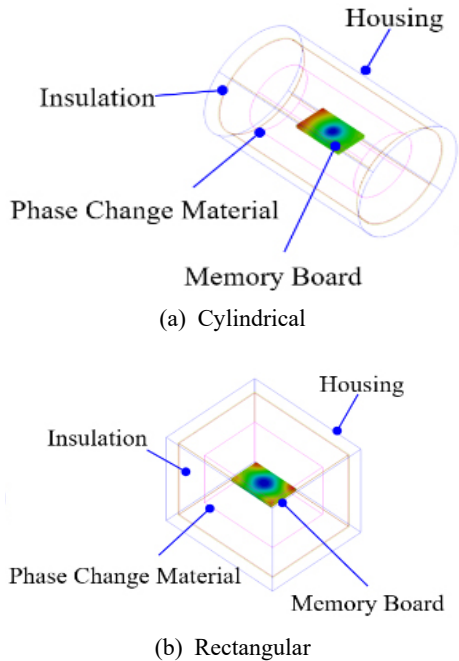 Housing
Insulation
Phase Change Material
Memory Board
(a) Cylindrical
Housing
Insulation
Phase Change Material
Memory Board
(b) Rectangular